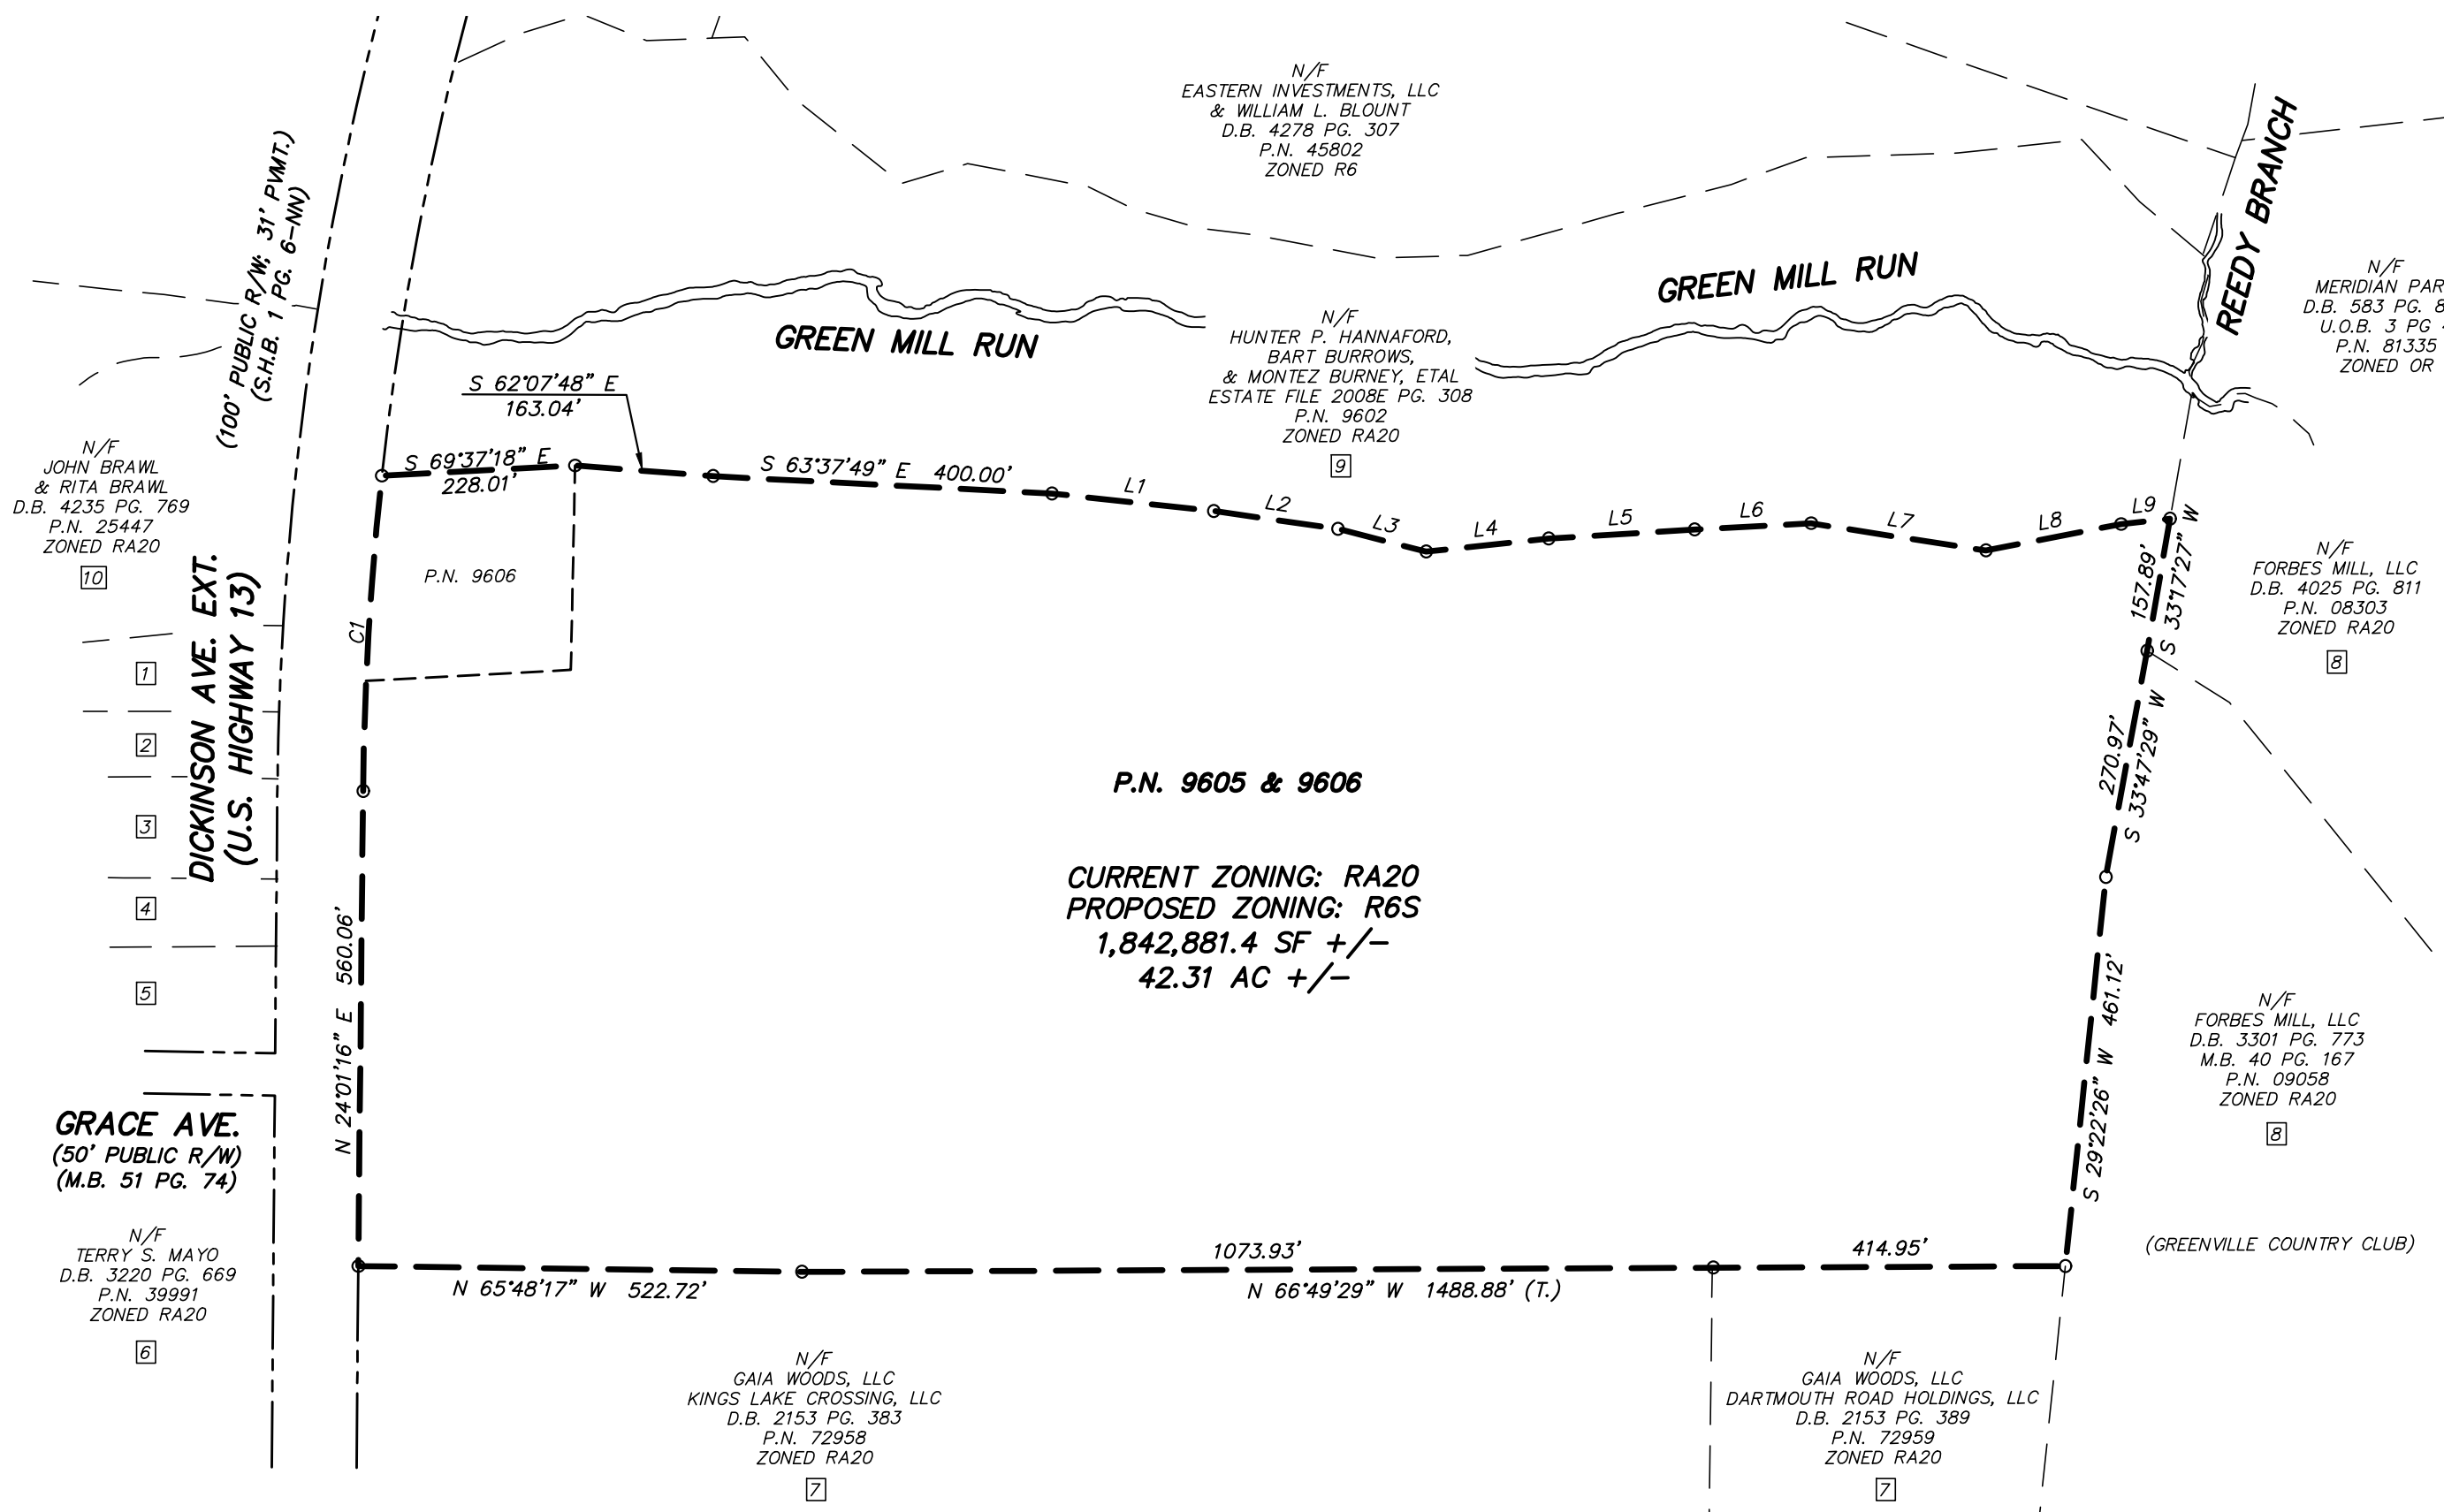 N/F
EASTERN INVESTMENTS, LLC
& WILLIAM L. BLOUNT
D.B. 4278 PG. 307
P.N. 45802
ZONED R6
REEDY BRANCH
(100' PUBLIC R/W; 31' PVMT.)
(S.H.B. 1 PG. 6-NN)
GREEN MILL RUN
GREEN MILL RUN
N/F
MERIDIAN PAR
D.B. 583 PG. 8
U.O.B. 3 PG
P.N. 81335
ZONED OR
N/F
HUNTER P. HANNAFORD,
BART BURROWS,
& MONTEZ BURNEY, ETAL
ESTATE FILE 2008E PG. 308
P.N. 9602
ZONED RA20
9
S 62°07'48" E
163.04'
N/F
JOHN BRAWL
& RITA BRAWL
D.B. 4235 PG. 769
P.N. 25447
ZONED RA20
10
S 69°37'18" E
228.01'
S 63°37'49" E 400.00'
L1
L2
L3
L4
L5
L6
L7
L8
L9
157.89'
S 33°17'27" W
N/F
FORBES MILL, LLC
D.B. 4025 PG. 811
P.N. 08303
ZONED RA20
8
P.N. 9606
C1
DICKINSON AVE. EXT.
(U.S. HIGHWAY 13)
1
2
3
4
5
270.97'
S 33°47'29" W
P.N. 9605 & 9606
CURRENT ZONING: RA20
PROPOSED ZONING: R6S
1,842,881.4 SF +/-
42.31 AC +/-
N 24°01'16" E 560.06'
S 29°22'26" W 461.12'
N/F
FORBES MILL, LLC
D.B. 3301 PG. 773
M.B. 40 PG. 167
P.N. 09058
ZONED RA20
8
(GREENVILLE COUNTRY CLUB)
GRACE AVE.
(50' PUBLIC R/W)
(M.B. 51 PG. 74)
N/F
TERRY S. MAYO
D.B. 3220 PG. 669
P.N. 39991
ZONED RA20
6
1073.93'
414.95'
N 65°48'17" W 522.72'
N 66°49'29" W 1488.88' (T.)
N/F
GAIA WOODS, LLC
KINGS LAKE CROSSING, LLC
D.B. 2153 PG. 383
P.N. 72958
ZONED RA20
7
N/F
GAIA WOODS, LLC
DARTMOUTH ROAD HOLDINGS, LLC
D.B. 2153 PG. 389
P.N. 72959
ZONED RA20
7